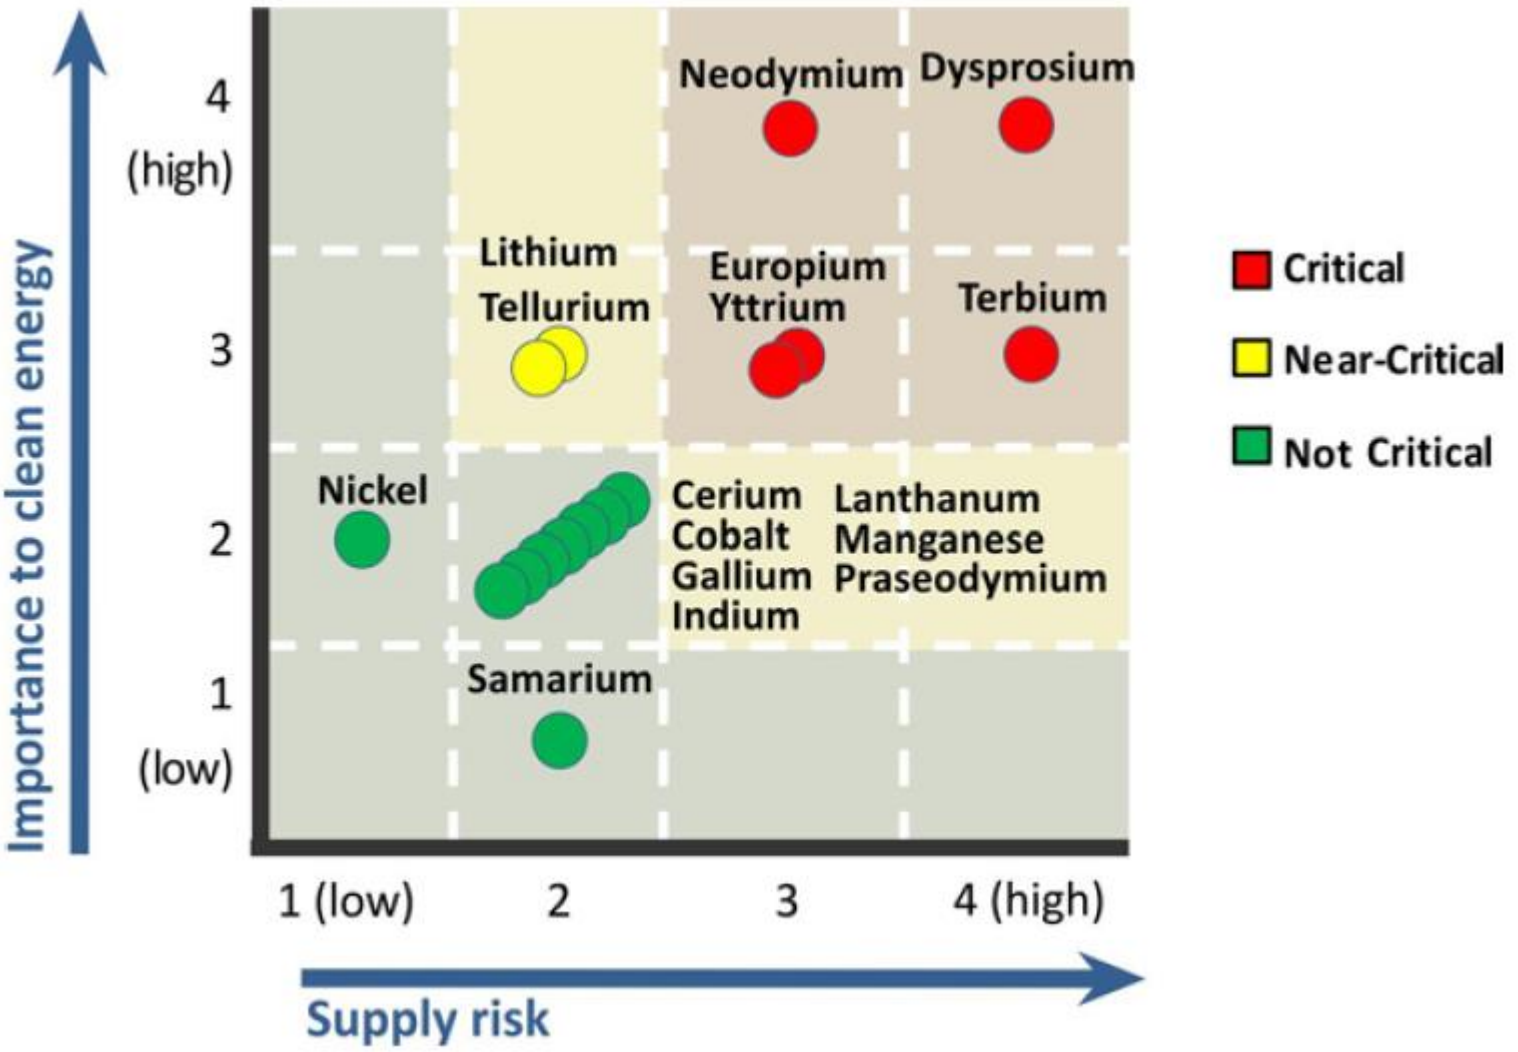 Importance to clean energy
4
(high)
3
2
1
(low)
Neodymium
Dysprosium
Lithium
Tellurium
Europium
Yttrium
Terbium
Nickel
Cerium
Cobalt
Gallium
Indium
Lanthanum
Manganese
Praseodymium
Samarium
1 (low)
2
3
4 (high)
Supply risk
Critical
Near-Critical
Not Critical